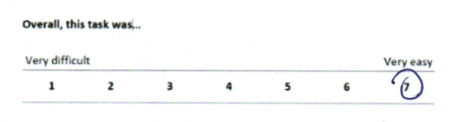 Overall, this task was...
Very difficult Very easy
1 2 3 4 5 6 7